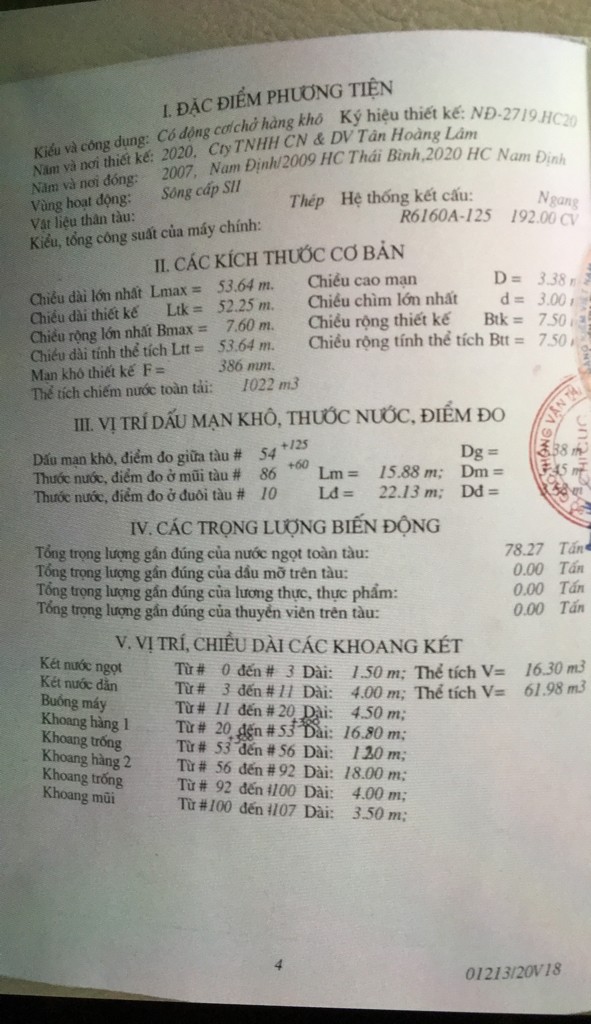 I. ĐẶC ĐIỂM PHƯƠNG TIỆN
Kiểu và công dụng: Có động cơ/chở hàng khô Ký hiệu thiết kế: NĐ-2719.HC20
Năm và nơi thiết kế: 2020, Cty TNHH CN & DV Tân Hoàng Lâm
Năm và nơi đóng: 2007, Nam Định/2009 HC Thái Bình,2020 HC Nam Định
Vùng hoạt động: Sông cấp SII
Vật liệu thân tàu: Thép Hệ thống kết cấu: Ngang
Kiểu, tổng công suất của máy chính: R6160A-125 192.00 CV
II. CÁC KÍCH THƯỚC CƠ BẢN
Chiều dài lớn nhất Lmax = 53.64 m. Chiều cao mạn D = 3.38
Chiều dài thiết kế Ltk = 52.25 m. Chiều chìm lớn nhất d = 3.00
Chiều rộng lớn nhất Bmax = 7.60 m. Chiều rộng thiết kế Btk = 7.50
Chiều dài tính thể tích Ltt = 53.64 m. Chiều rộng tính thể tích Btt = 7.50
Mạn khô thiết kế F = 386 mm.
Thể tích chiếm nước toàn tải: 1022 m3
III. VỊ TRÍ DẤU MẠN KHÔ, THƯỚC NƯỚC, ĐIỂM ĐO
Dấu mạn khô, điểm đo giữa tàu # 54 +125 Dg = .38 m
Thước nước, điểm đo ở mũi tàu # 86 +60 Lm = 15.88 m; Dm = m
Thước nước, điểm đo ở đuôi tàu # 10 Lđ = 22.13 m; Dđ = m
IV. CÁC TRỌNG LƯỢNG BIẾN ĐỘNG
Tổng trọng lượng gần đúng của nước ngọt toàn tàu: 78.27 Tấn
Tổng trọng lượng gần đúng của dầu mỡ trên tàu: 0.00 Tấn
Tổng trọng lượng gần đúng của lương thực, thực phẩm: 0.00 Tấn
Tổng trọng lượng gần đúng của thuyền viên trên tàu: 0.00 Tấn
V. VỊ TRÍ, CHIỀU DÀI CÁC KHOANG KÉT
Két nước ngọt Từ # 0 đến # 3 Dài: 1.50 m; Thể tích V= 16.30 m3
Két nước dằn Từ # 3 đến # 11 Dài: 4.00 m; Thể tích V= 61.98 m3
Buồng máy Từ # 11 đến # 20 Dài: 4.50 m;
Khoang hàng 1 Từ # 20 đến # 53 Dài: 16.80 m;
Khoang trống Từ # 53 đến # 56 Dài: 1.20 m;
Khoang hàng 2 Từ # 56 đến # 92 Dài: 18.00 m;
Khoang trống Từ # 92 đến #100 Dài: 4.00 m;
Khoang mũi Từ #100 đến #107 Dài: 3.50 m;
4
01213/20V18